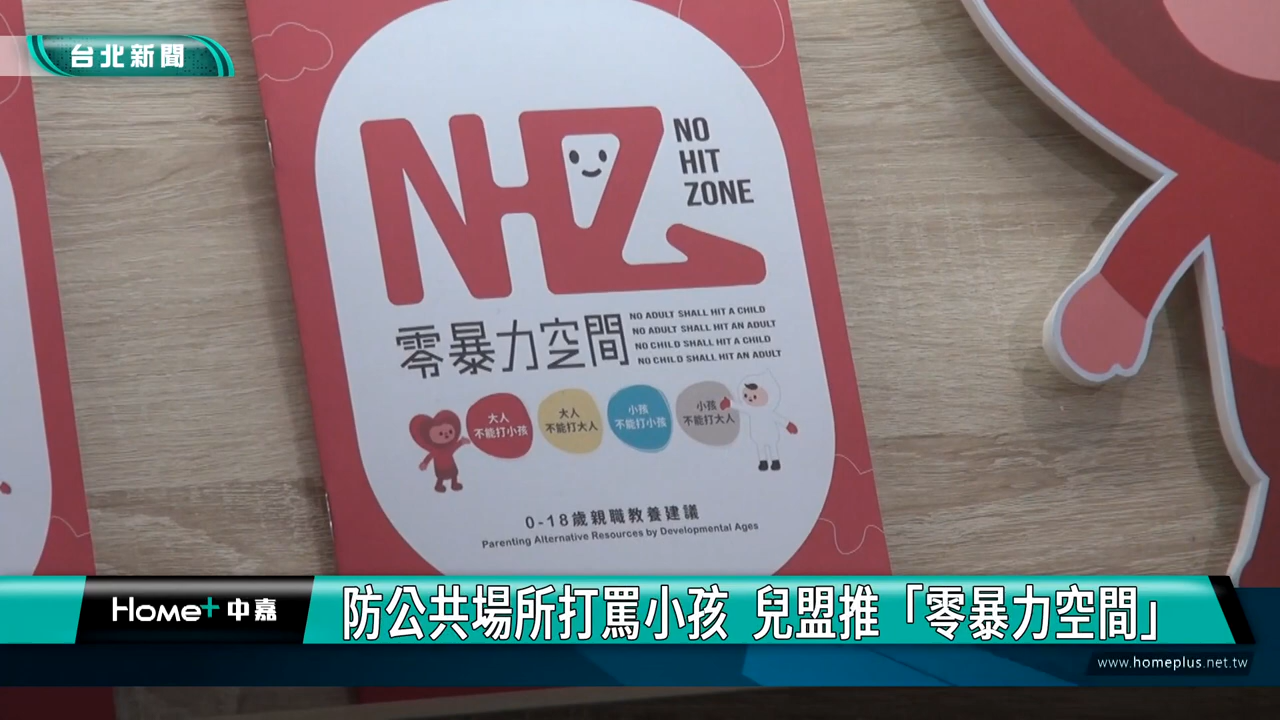 台北新聞
NHZ
NO
HIT
ZONE
零暴力空間
NO ADULT SHALL HIT A CHILD
NO ADULT SHALL HIT AN ADULT
NO CHILD SHALL HIT A CHILD
NO CHILD SHALL HIT AN ADULT
大人
不能打小孩
大人
不能打大人
小孩
不能打小孩
小孩
不能打大人
0-18歲親職教養建議
Parenting Alternative Resources by Developmental Ages
Home+中嘉
防公共場所打罵小孩 兒盟推「零暴力空間」
www.homeplus.net.tw